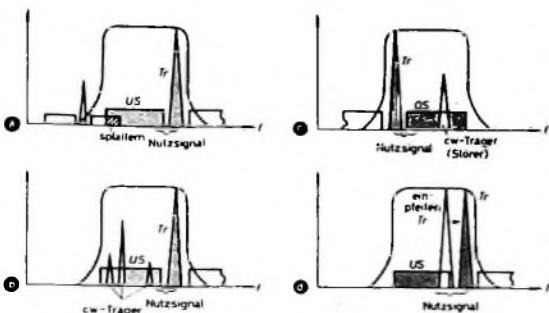 a
Tr
US
splattern
Nutzsignal
f
c
Tr
OS
Nutzsignal
cw-Träger
(Störer)
f
b
Tr
US
Nutzsignal
cw-Träger
f
d
ein-
pfeifen
Tr
Tr
US
Nutzsignal
f